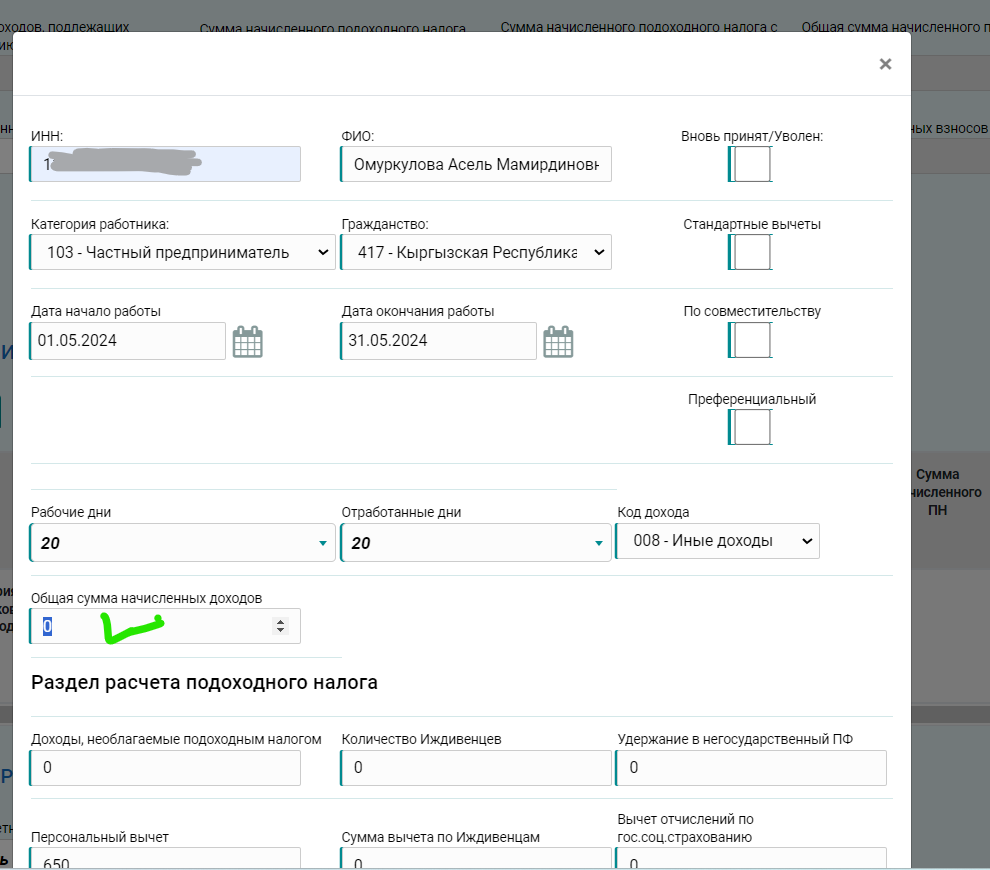 оходов, подлежащих
Сумма начисленного подоходного налога
Сумма начисленного подоходного налога с
Общая сумма начисленного п
×
ИНН:
ФИО:
Вновь принят/Уволен:
1
Омуркулова Асель Мамирдиновн
ных взносов
Категория работника:
Гражданство:
Стандартные вычеты
103 - Частный предприниматель
417 - Кыргызская Республика
Дата начало работы
Дата окончания работы
По совместительству
01.05.2024
31.05.2024
Преференциальный
Сумма
численного
ПН
Рабочие дни
Отработанные дни
Код дохода
20
20
008 - Иные доходы
Общая сумма начисленных доходов
0
Раздел расчета подоходного налога
Доходы, необлагаемые подоходным налогом
Количество Иждивенцев
Удержание в негосударственный ПФ
0
0
0
Персональный вычет
Сумма вычета по Иждивенцам
Вычет отчислений по
гос.соц.страхованию
650
0
0